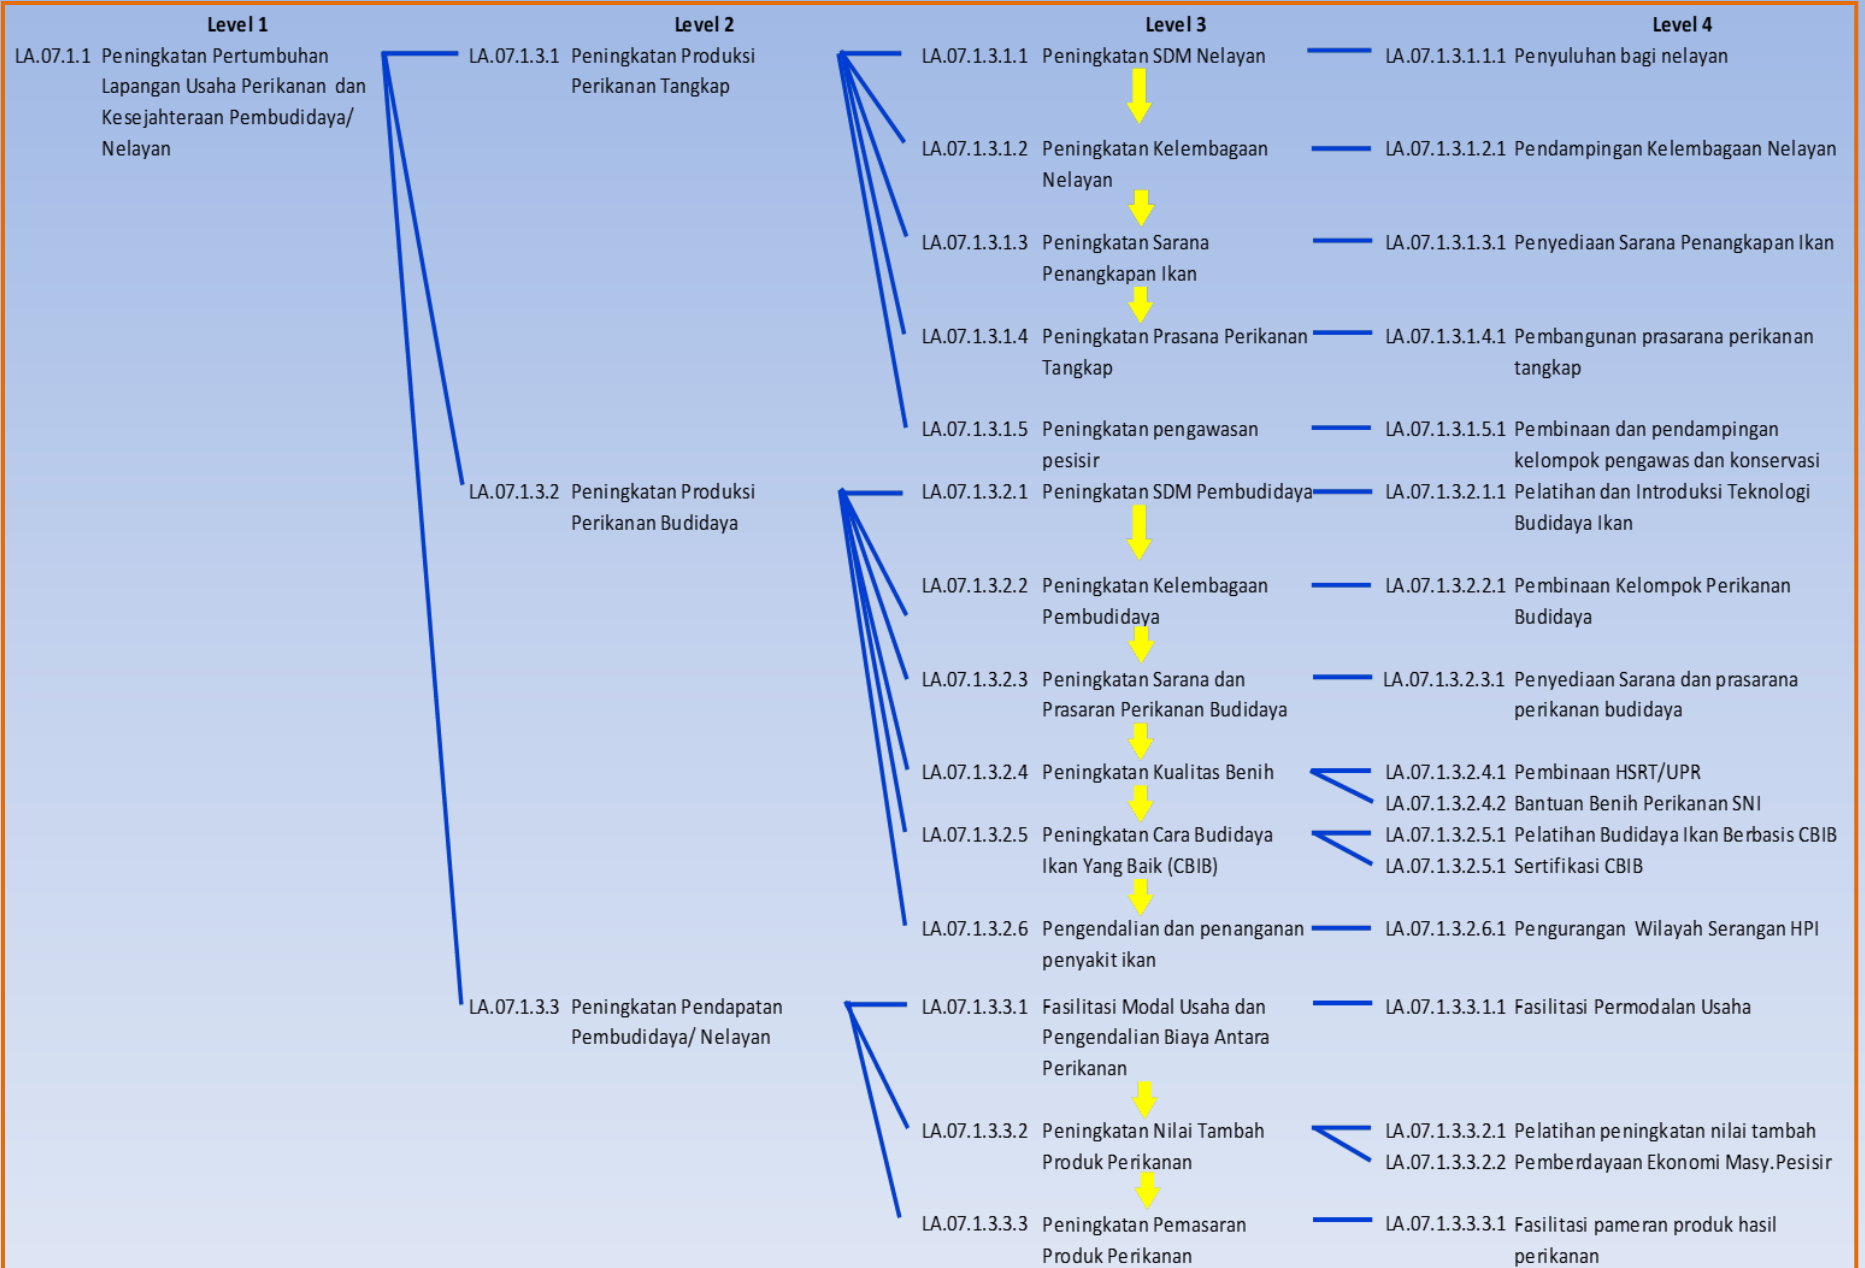 Level 1 Level 2 Level 3 Level 4
LA.07.1.1 Peningkatan Pertumbuhan LA.07.1.3.1 Peningkatan Produksi LA.07.1.3.1.1 Peningkatan SDM Nelayan LA.07.1.3.1.1.1 Penyuluhan bagi nelayan
Lapangan Usaha Perikanan dan Perikanan Tangkap
Kesejahteraan Pembudidaya/
Nelayan LA.07.1.3.1.2 Peningkatan Kelembagaan LA.07.1.3.1.2.1 Pendampingan Kelembagaan Nelayan
Nelayan
LA.07.1.3.1.3 Peningkatan Sarana LA.07.1.3.1.3.1 Penyediaan Sarana Penangkapan Ikan
Penangkapan Ikan
LA.07.1.3.1.4 Peningkatan Prasana Perikanan LA.07.1.3.1.4.1 Pembangunan prasarana perikanan
Tangkap tangkap
LA.07.1.3.1.5 Peningkatan pengawasan LA.07.1.3.1.5.1 Pembinaan dan pendampingan
pesisir kelompok pengawas dan konservasi
LA.07.1.3.2 Peningkatan Produksi LA.07.1.3.2.1 Peningkatan SDM Pembudidaya LA.07.1.3.2.1.1 Pelatihan dan Introduksi Teknologi
Perikanan Budidaya Budidaya Ikan
LA.07.1.3.2.2 Peningkatan Kelembagaan LA.07.1.3.2.2.1 Pembinaan Kelompok Perikanan
Pembudidaya Budidaya
LA.07.1.3.2.3 Peningkatan Sarana dan LA.07.1.3.2.3.1 Penyediaan Sarana dan prasarana
Prasaran Perikanan Budidaya perikanan budidaya
LA.07.1.3.2.4 Peningkatan Kualitas Benih LA.07.1.3.2.4.1 Pembinaan HSRT/UPR
LA.07.1.3.2.4.2 Bantuan Benih Perikanan SNI
LA.07.1.3.2.5 Peningkatan Cara Budidaya LA.07.1.3.2.5.1 Pelatihan Budidaya Ikan Berbasis CBIB
Ikan Yang Baik (CBIB) LA.07.1.3.2.5.1 Sertifikasi CBIB
LA.07.1.3.2.6 Pengendalian dan penanganan LA.07.1.3.2.6.1 Pengurangan Wilayah Serangan HPI
penyakit ikan
LA.07.1.3.3 Peningkatan Pendapatan LA.07.1.3.3.1 Fasilitasi Modal Usaha dan LA.07.1.3.3.1.1 Fasilitasi Permodalan Usaha
Pembudidaya/ Nelayan Pengendalian Biaya Antara
Perikanan
LA.07.1.3.3.2 Peningkatan Nilai Tambah LA.07.1.3.3.2.1 Pelatihan peningkatan nilai tambah
Produk Perikanan LA.07.1.3.3.2.2 Pemberdayaan Ekonomi Masy.Pesisir
LA.07.1.3.3.3 Peningkatan Pemasaran LA.07.1.3.3.3.1 Fasilitasi pameran produk hasil
Produk Perikanan perikanan